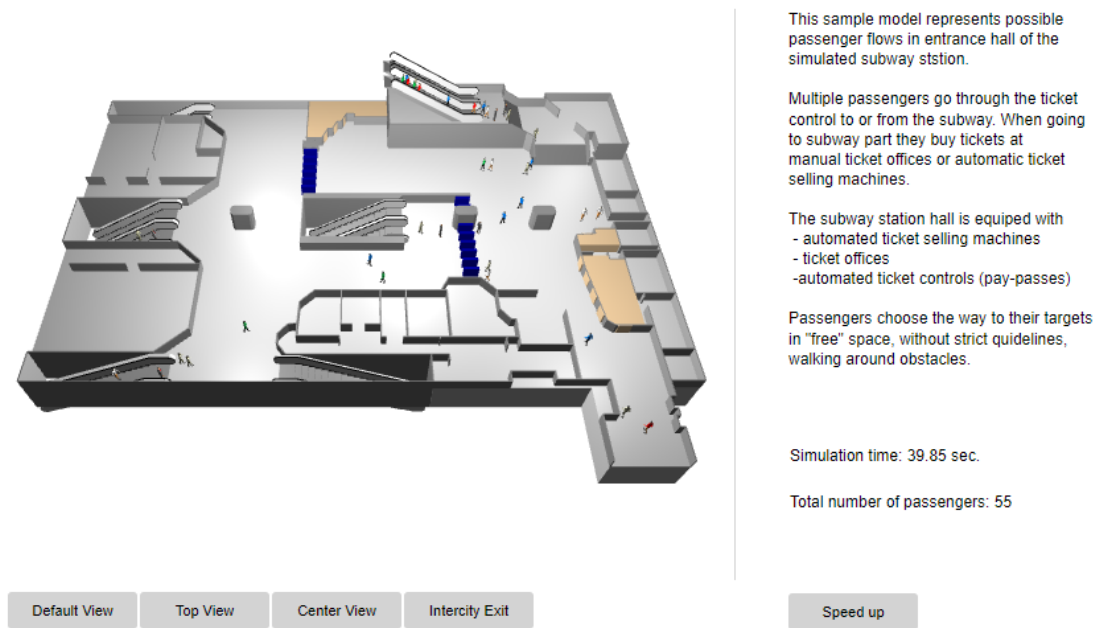 This sample model represents possible
passenger flows in entrance hall of the
simulated subway ststion.
Multiple passengers go through the ticket
control to or from the subway. When going
to subway part they buy tickets at
manual ticket offices or automatic ticket
selling machines.
The subway station hall is equiped with
- automated ticket selling machines
- ticket offices
-automated ticket controls (pay-passes)
Passengers choose the way to their targets
in "free" space, without strict quidelines,
walking around obstacles.
Simulation time: 39.85 sec.
Total number of passengers: 55
Default View
Top View
Center View
Intercity Exit
Speed up